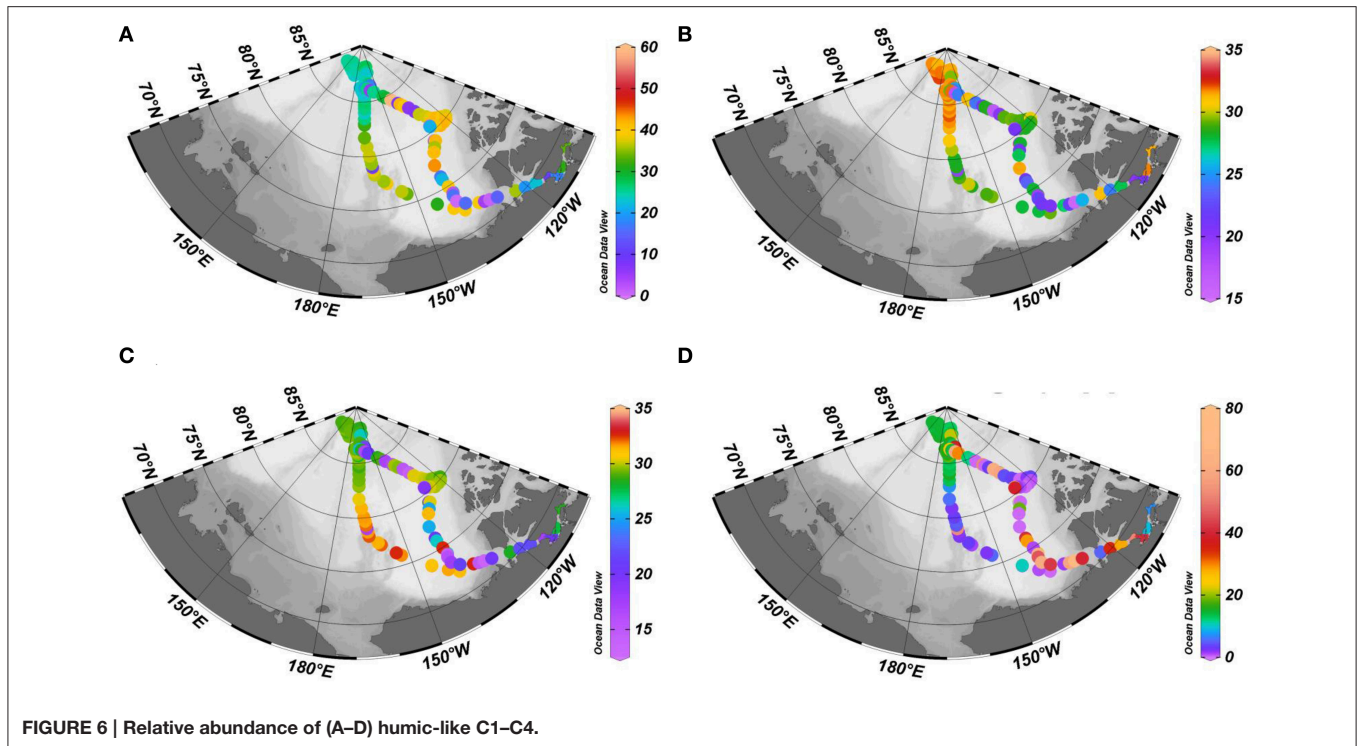 A
85°N
80°N
75°N
70°N
150°E
180°E
150°W
120°W
60
50
40
30
20
10
0
Ocean Data View
B
85°N
80°N
75°N
70°N
150°E
180°E
150°W
120°W
35
30
25
20
15
Ocean Data View
C
85°N
80°N
75°N
70°N
150°E
180°E
150°W
120°W
35
30
25
20
15
Ocean Data View
D
85°N
80°N
75°N
70°N
150°E
180°E
150°W
120°W
80
60
40
20
0
Ocean Data View
FIGURE 6 | Relative abundance of (A–D) humic-like C1–C4.